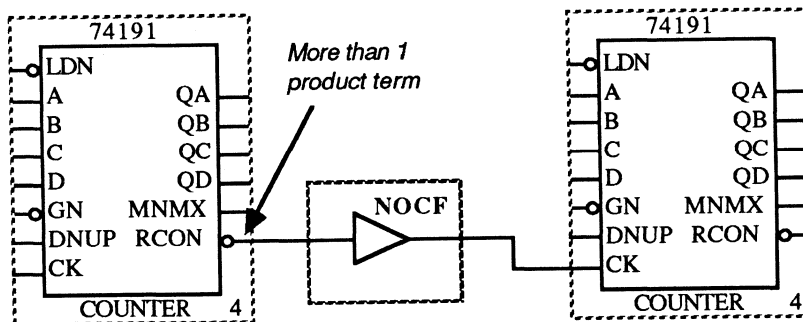 74191
LDN
A QA
B QB
C QC
D QD
GN MNMX
DNUP RCON
CK
COUNTER 4
More than 1
product term
NOCF
74191
LDN
A QA
B QB
C QC
D QD
GN MNMX
DNUP RCON
CK
COUNTER 4